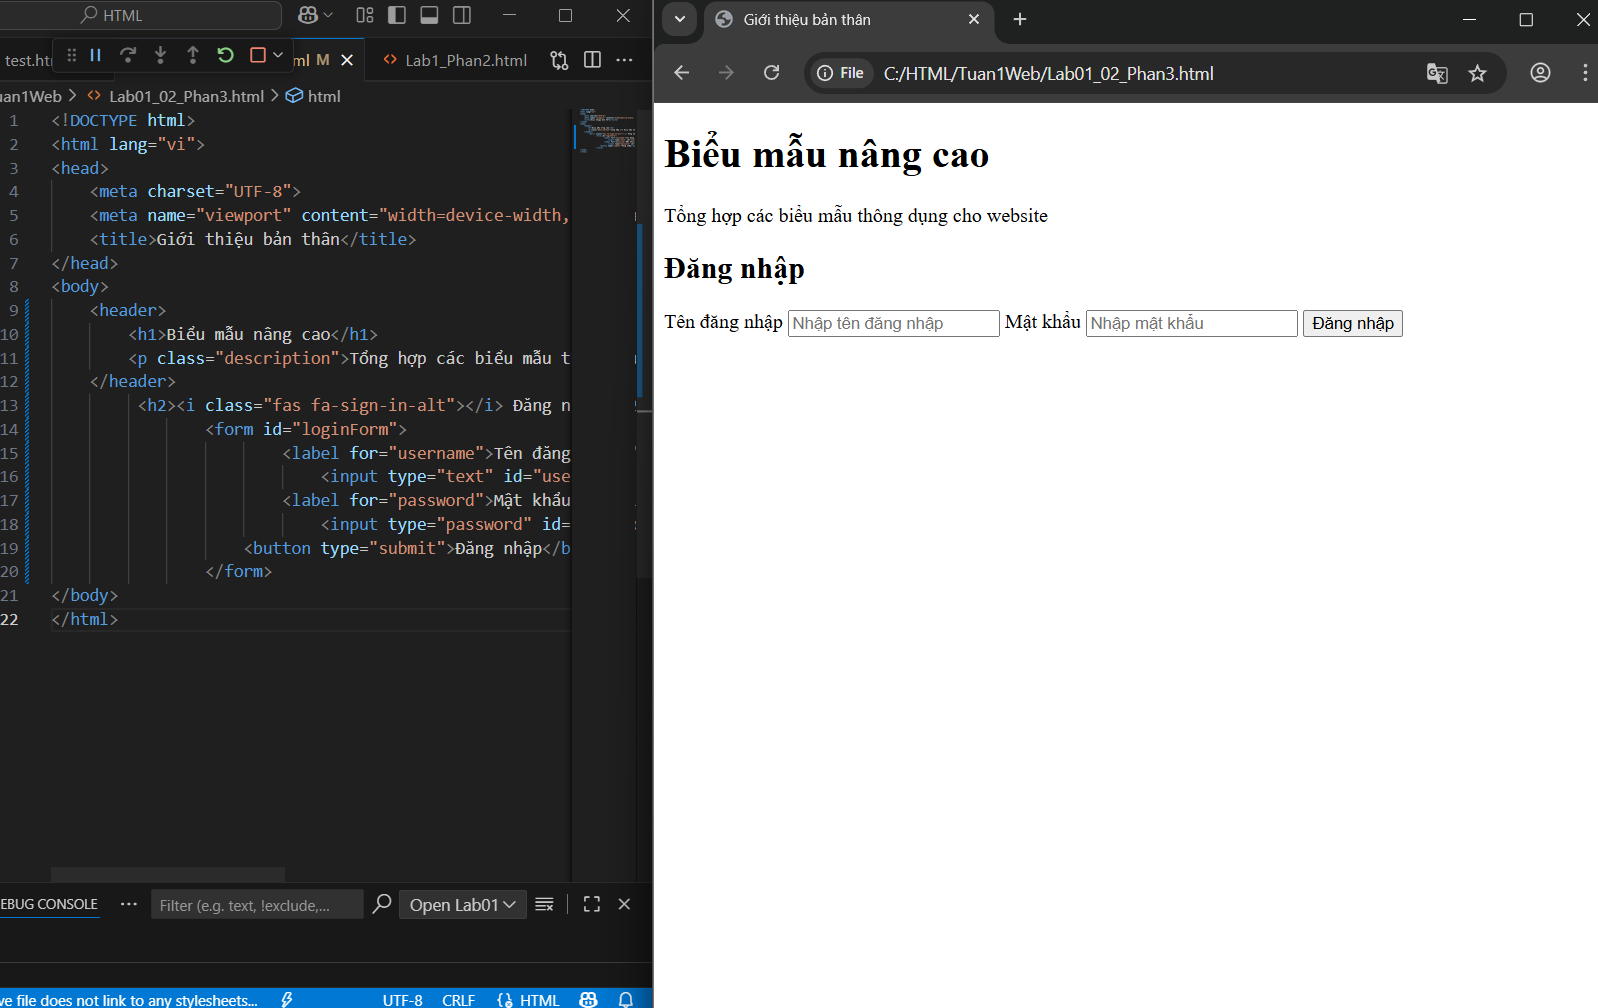 HTML
test.ht
ml M
Lab1_Phan2.html
uan1Web > Lab01_02_Phan3.html > html
1 <!DOCTYPE html>
2 <html lang="vi">
3 <head>
4 <meta charset="UTF-8">
5 <meta name="viewport" content="width=device-width,
6 <title>Giới thiệu bản thân</title>
7 </head>
8 <body>
9 <header>
10 <h1>Biểu mẫu nâng cao</h1>
11 <p class="description">Tổng hợp các biểu mẫu t
12 </header>
13 <h2><i class="fas fa-sign-in-alt"></i> Đăng n
14 <form id="loginForm">
15 <label for="username">Tên đăng
16 <input type="text" id="use
17 <label for="password">Mật khẩu
18 <input type="password" id=
19 <button type="submit">Đăng nhập</b
20 </form>
21 </body>
22 </html>
EBUG CONSOLE
Filter (e.g. text, !exclude,...
Open Lab01
ve file does not link to any stylesheets...
UTF-8 CRLF HTML
Giới thiệu bản thân
File C:/HTML/Tuan1Web/Lab01_02_Phan3.html
Biểu mẫu nâng cao
Tổng hợp các biểu mẫu thông dụng cho website
Đăng nhập
Tên đăng nhập Nhập tên đăng nhập Mật khẩu Nhập mật khẩu Đăng nhập